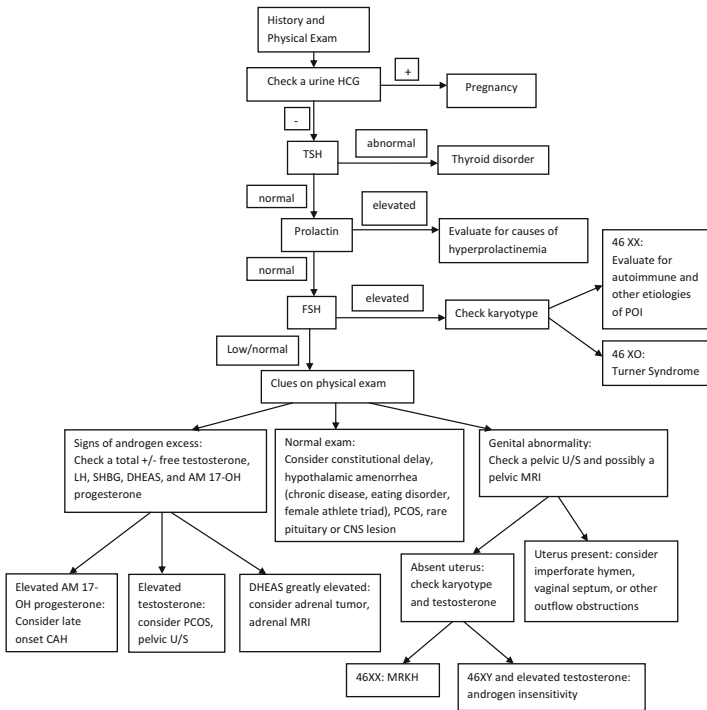 History and
Physical Exam
Check a urine HCG
+
Pregnancy
-
TSH
abnormal
Thyroid disorder
normal
Prolactin
elevated
Evaluate for causes of
hyperprolactinemia
normal
FSH
elevated
Check karyotype
46 XX:
Evaluate for
autoimmune and
other etiologies
of POI
46 XO:
Turner Syndrome
Low/normal
Clues on physical exam
Signs of androgen excess:
Check a total +/- free testosterone,
LH, SHBG, DHEAS, and AM 17-OH
progesterone
Normal exam:
Consider constitutional delay,
hypothalamic amenorrhea
(chronic disease, eating disorder,
female athlete triad), PCOS, rare
pituitary or CNS lesion
Genital abnormality:
Check a pelvic U/S and possibly a
pelvic MRI
Elevated AM 17-
OH progesterone:
Consider late
onset CAH
Elevated
testosterone:
consider PCOS,
pelvic U/S
DHEAS greatly elevated:
consider adrenal tumor,
adrenal MRI
Absent uterus:
check karyotype
and testosterone
Uterus present: consider
imperforate hymen,
vaginal septum, or other
outflow obstructions
46XX: MRKH
46XY and elevated testosterone:
androgen insensitivity